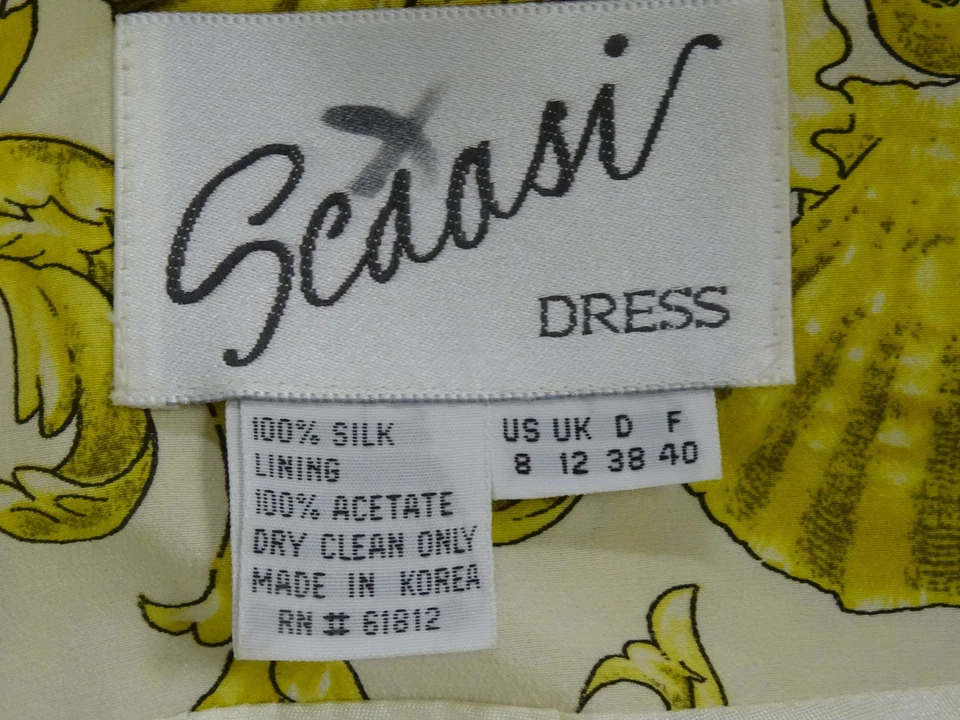 Scaasi
DRESS
100% SILK
LINING
100% ACETATE
DRY CLEAN ONLY
MADE IN KOREA
RN # 61812
US UK D F
8 12 38 40